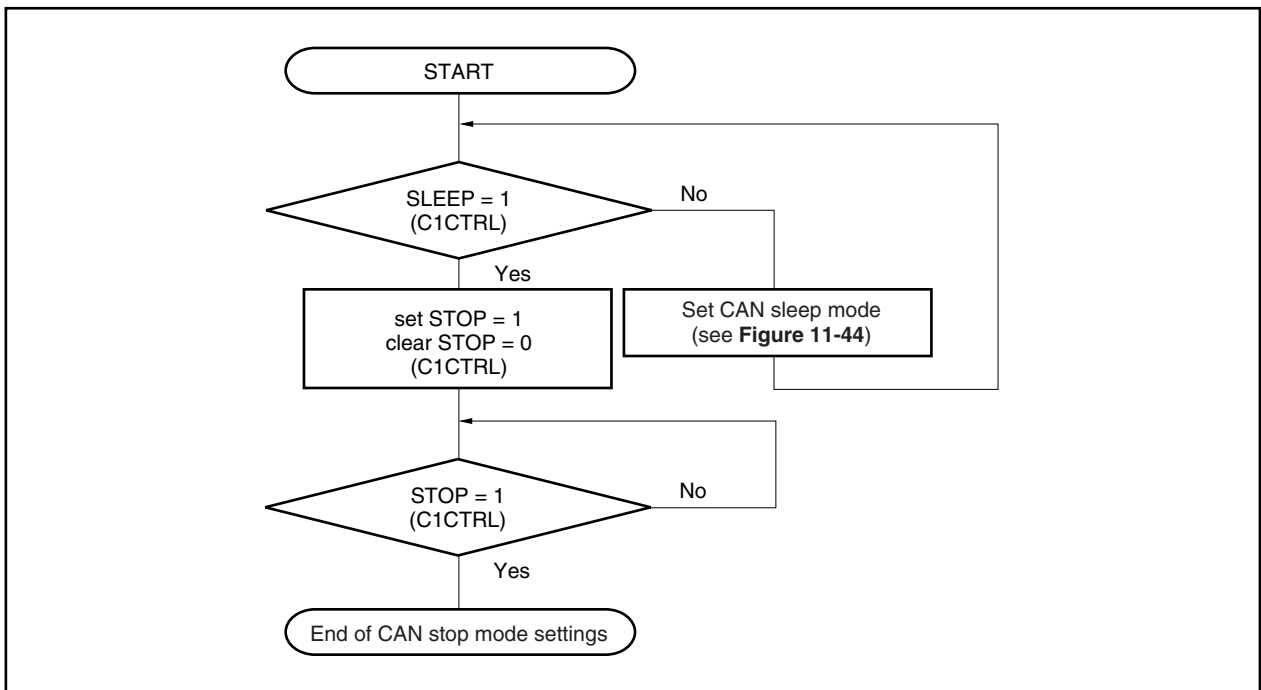 START
SLEEP = 1
(C1CTRL)
No
Yes
set STOP = 1
clear STOP = 0
(C1CTRL)
Set CAN sleep mode
(see Figure 11-44)
STOP = 1
(C1CTRL)
No
Yes
End of CAN stop mode settings